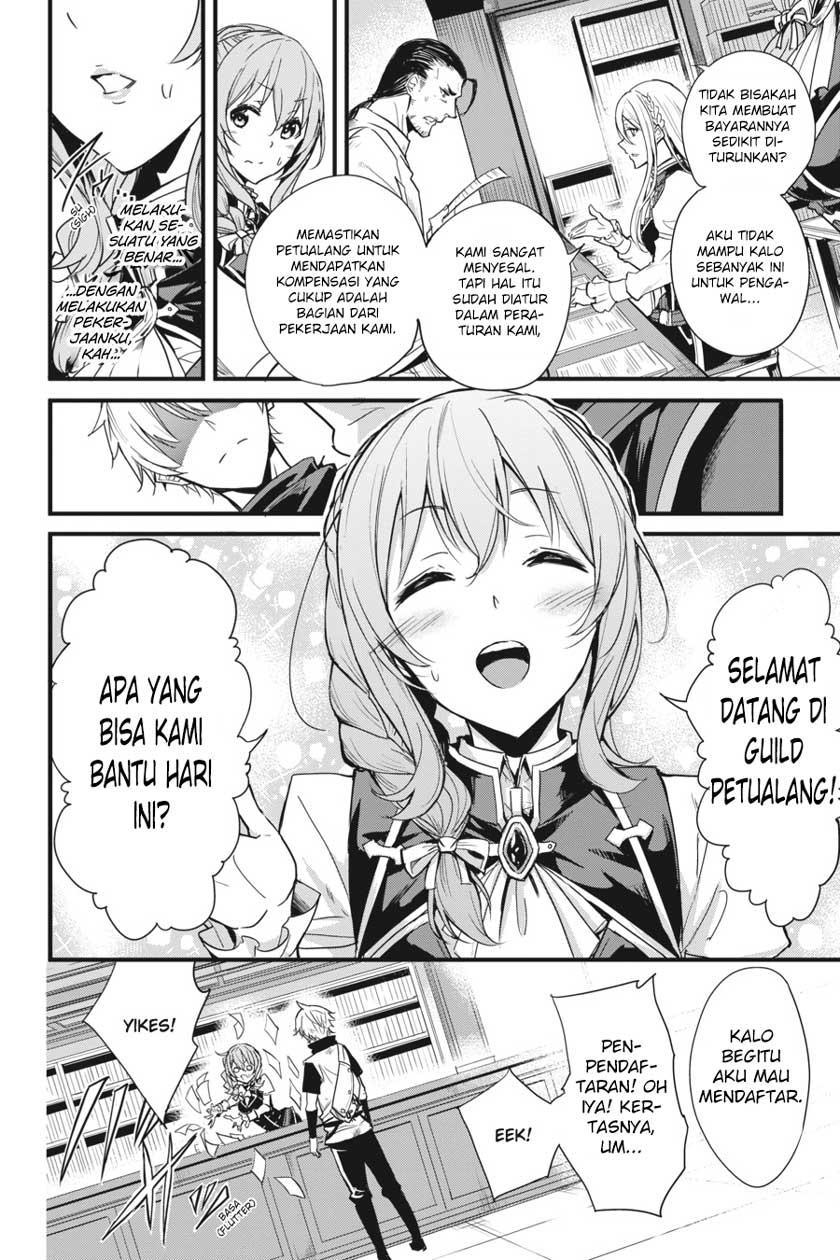 TIDAK BISAKAH
KITA MEMBUAT
BAYARANNYA
SEDIKIT DI-
TURUNKAN?
AKU TIDAK
MAMPU KALO
SEBANYAK INI
UNTUK PENGA-
WAL...
KAMI SANGAT
MENYESAL.
TAPI HAL ITU
SUDAH DIATUR
DALAM PERA-
TURAN KAMI,
MEMASTIKAN
PETUALANG UNTUK
MENDAPATKAN
KOMPENSASI YANG
CUKUP ADALAH
BAGIAN DARI
PEKERJAAN KAMI.
SU
(SIGH)
MELAKU-
KAN SE-
SUATU YANG
BENAR...
...DENGAN
MELAKUKAN
PEKER-
JAANKU,
KAH...
SELAMAT
DATANG DI
GUILD
PETUALANG!
APA YANG
BISA KAMI
BANTU HARI
INI?
KALO
BEGITU
AKU MAU
MENDAFTAR.
PEN-
PENDAF-
TARAN! OH
IYA! KER-
TASNYA,
UM...
EEK!
YIKES!
BASA
(FLUTTER)